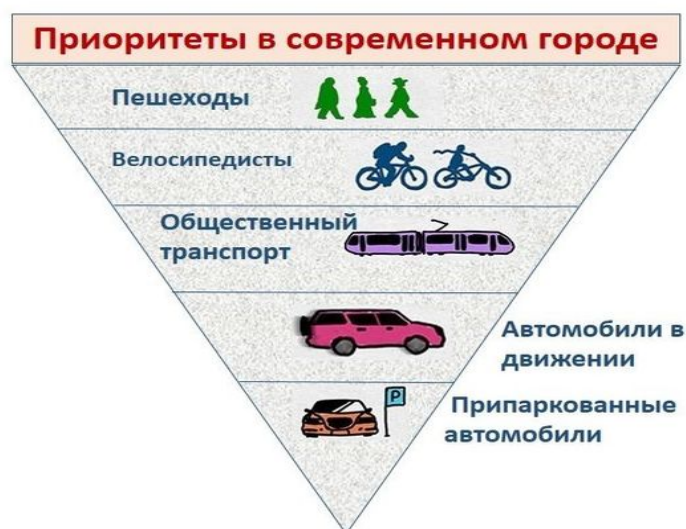 Приоритеты в современном городе
Пешеходы
Велосипедисты
Общественный
транспорт
Автомобили в
движении
P
Припаркованные
автомобили